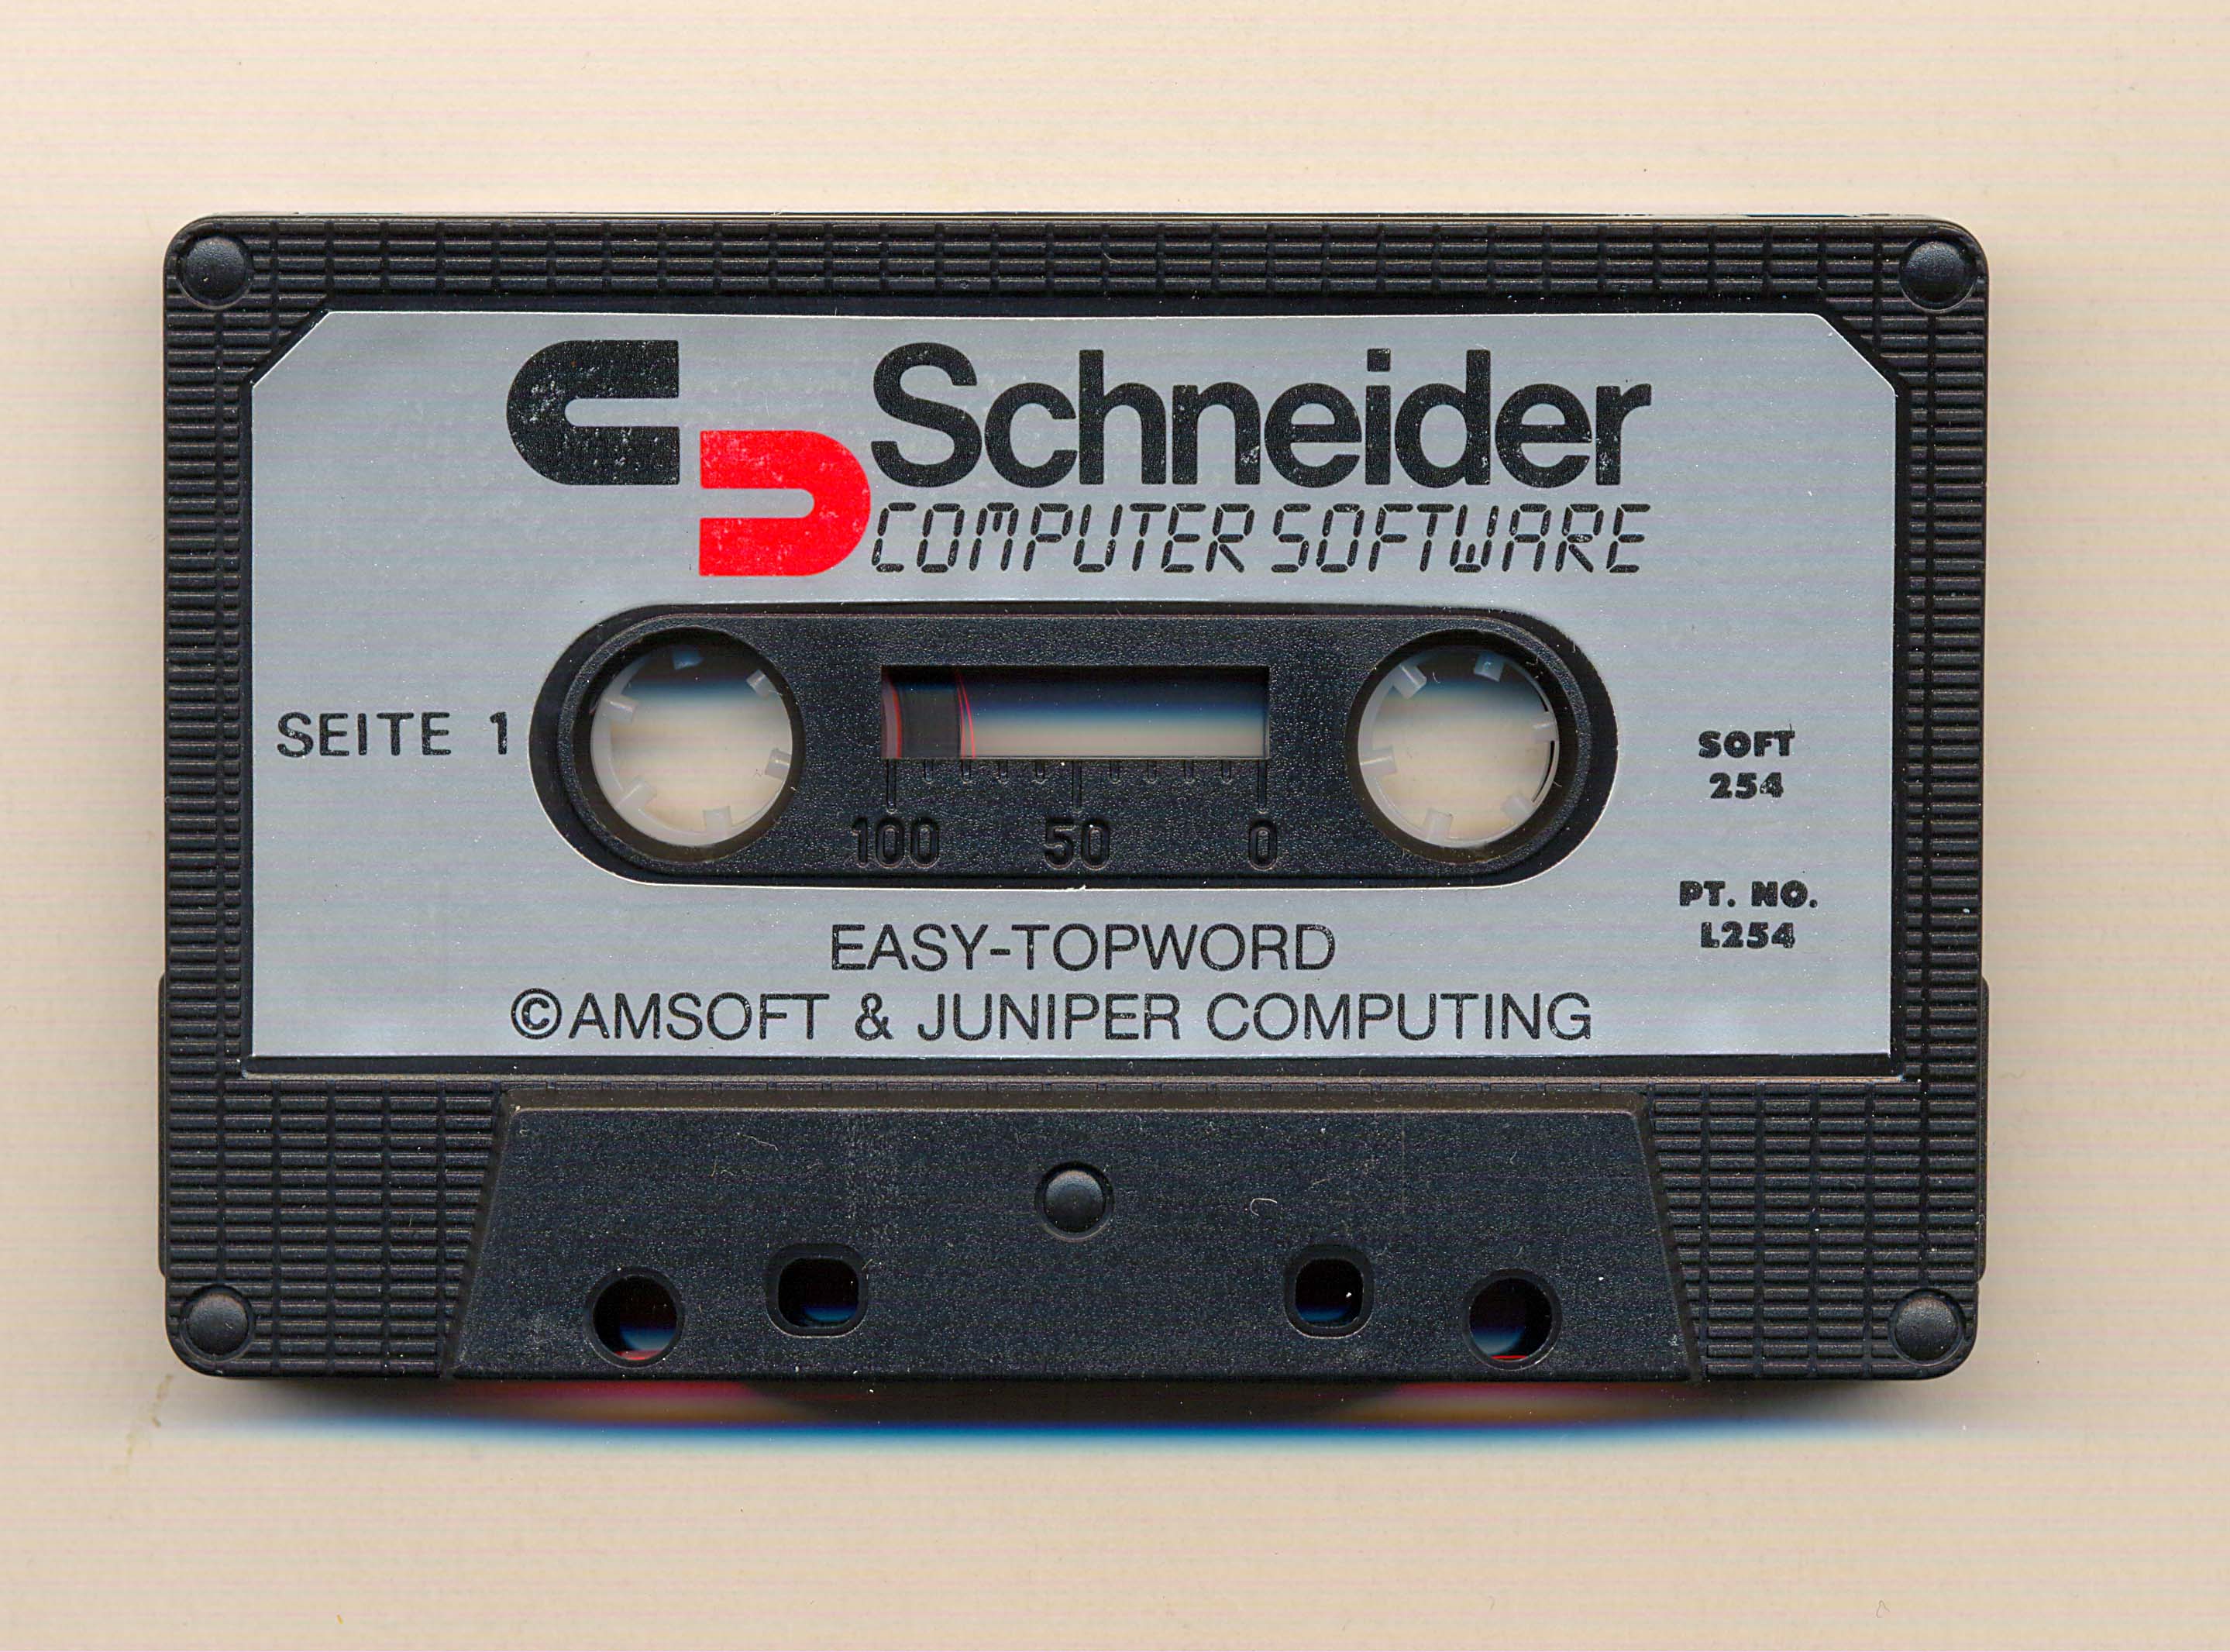 Schneider
COMPUTER SOFTWARE
SEITE 1
SOFT
254
100 50 0
PT. NO.
L254
EASY-TOPWORD
©AMSOFT & JUNIPER COMPUTING